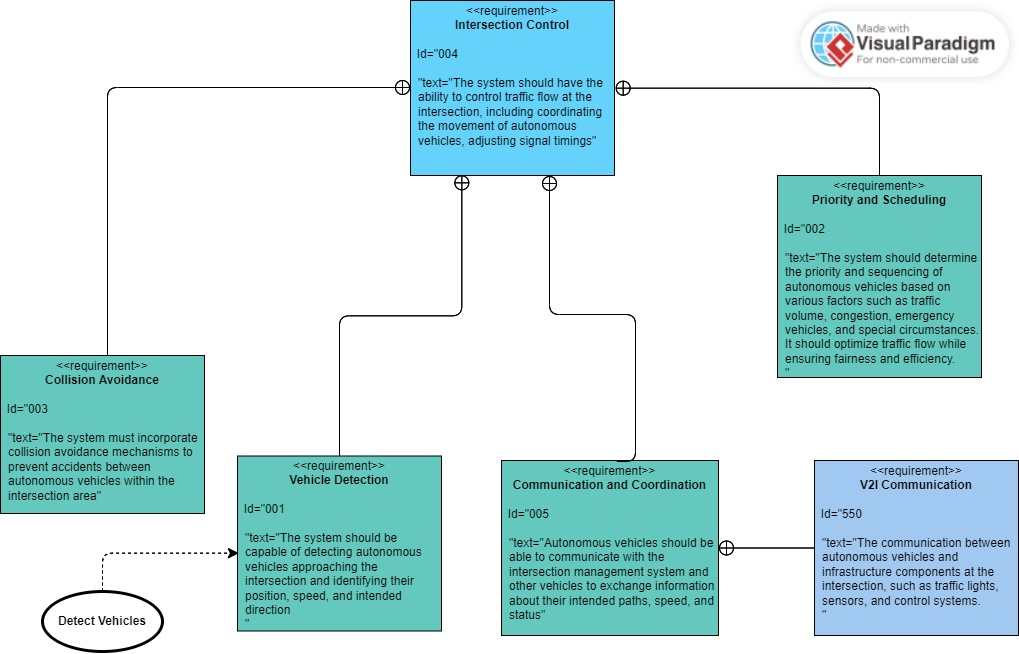 <<requirement>>
Intersection Control
Id="004
"text="The system should have the
ability to control traffic flow at the
intersection, including coordinating
the movement of autonomous
vehicles, adjusting signal timings"
Made with
Visual Paradigm
For non-commercial use
<<requirement>>
Priority and Scheduling
Id="002
"text="The system should determine
the priority and sequencing of
autonomous vehicles based on
various factors such as traffic
volume, congestion, emergency
vehicles, and special circumstances.
It should optimize traffic flow while
ensuring fairness and efficiency.
"
<<requirement>>
Collision Avoidance
Id="003
"text="The system must incorporate
collision avoidance mechanisms to
prevent accidents between
autonomous vehicles within the
intersection area"
<<requirement>>
Vehicle Detection
Id="001
"text="The system should be
capable of detecting autonomous
vehicles approaching the
intersection and identifying their
position, speed, and intended
direction
"
<<requirement>>
Communication and Coordination
Id="005
"text="Autonomous vehicles should be
able to communicate with the
intersection management system and
other vehicles to exchange information
about their intended paths, speed, and
status"
<<requirement>>
V2I Communication
Id="550
"text="The communication between
autonomous vehicles and
infrastructure components at the
intersection, such as traffic lights,
sensors, and control systems.
"
Detect Vehicles